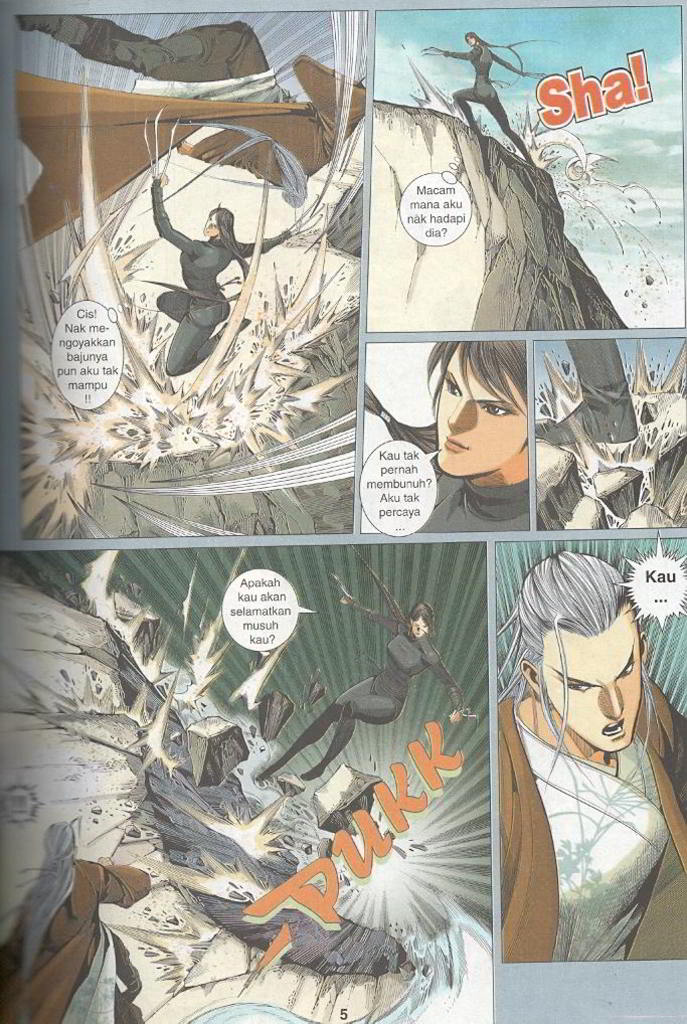 Cis!
Nak me-
ngoyakkan
bajunya
pun aku tak
mampu
!!
Sha!
Macam
mana aku
nak hadapi
dia?
Kau tak
pernah
membunuh?
Aku tak
percaya
...
Apakah
kau akan
selamatkan
musuh
kau?
PUKK
Kau
...
5